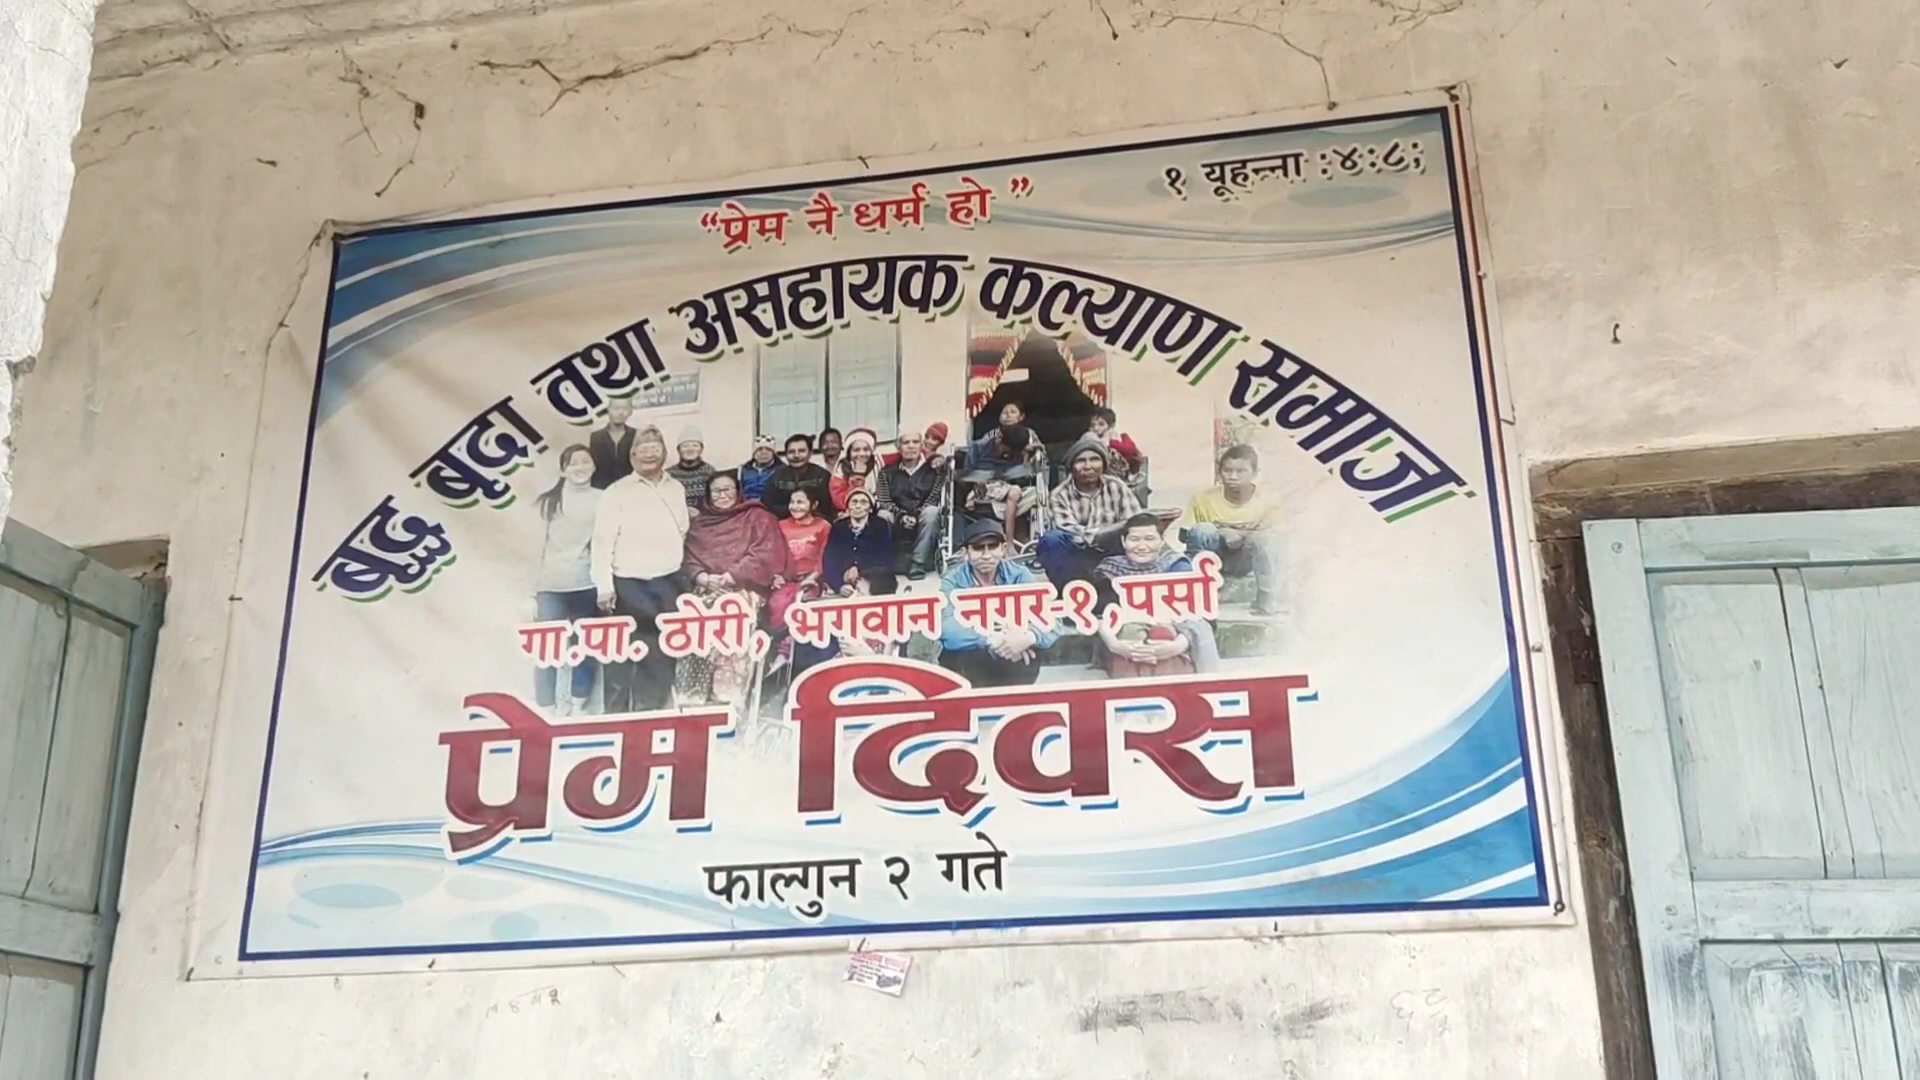 “प्रेम नै धर्म हो”
१ यूहन्ना :४:८;
बृद्ध बृदा तथा असहायक कल्याण समाज
गा.पा. ठोरी, भगवान नगर-१, पर्सा
प्रेम दिवस
फाल्गुन २ गते